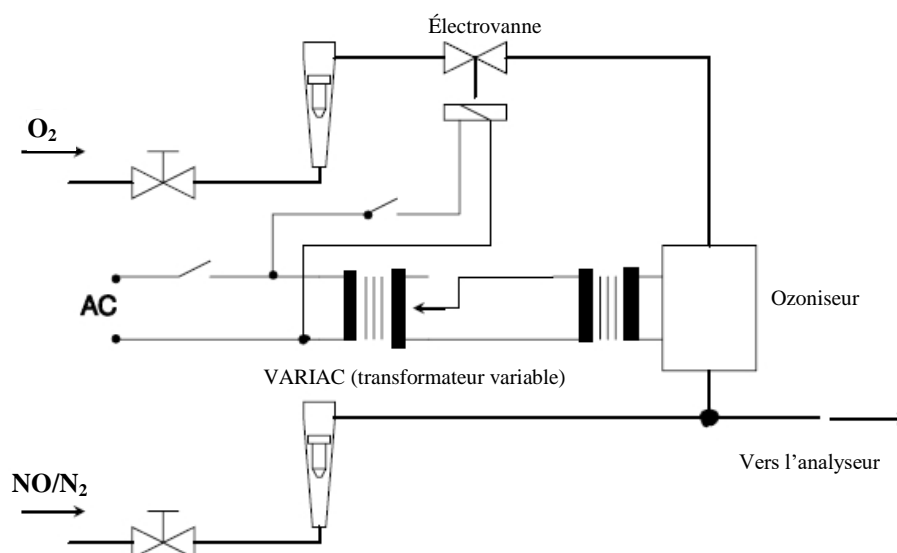 Électrovanne
O2
AC
Ozoniseur
VARIAC (transformateur variable)
Vers l’analyseur
NO/N2